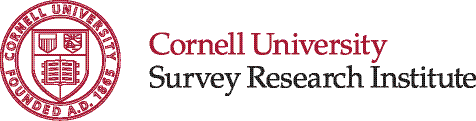 CORNELL UNIVERSITY
FOUNDED A.D. 1865
Cornell University
Survey Research Institute